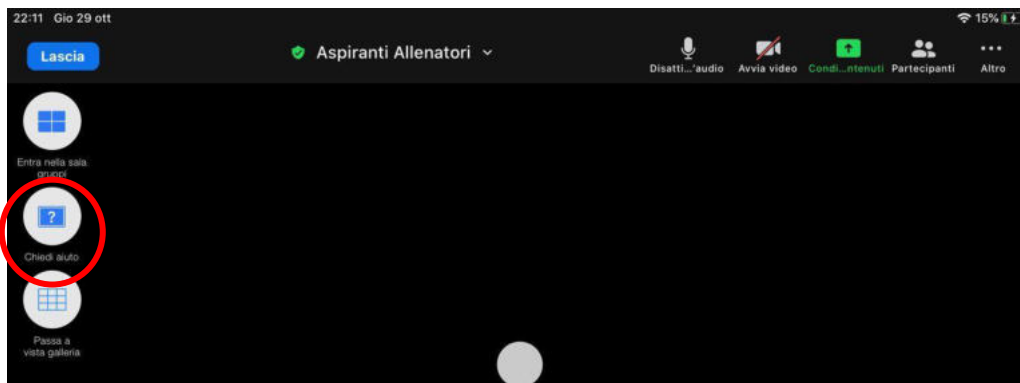 22:11 Gio 29 ott
15%
Lascia
Aspiranti Allenatori
Disatti...'audio
Avvia video
Condi...ntenuti
Partecipanti
Altro
Entra nella sala
gruppi
?
Chiedi aiuto
Passa a
vista galleria